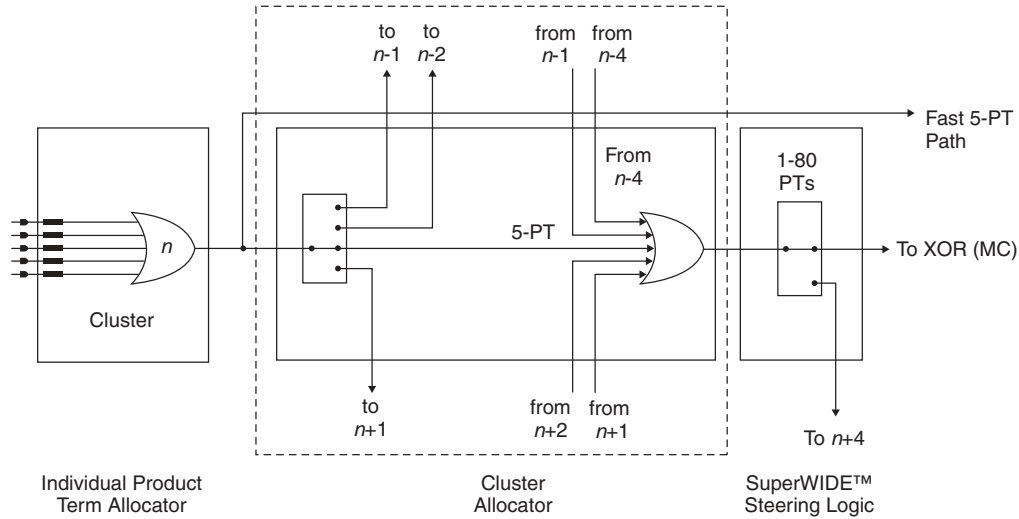 to
n-1
to
n-2
from
n-1
from
n-4
Fast 5-PT
Path
From
n-4
1-80
PTs
n
5-PT
To XOR (MC)
Cluster
to
n+1
from
n+2
from
n+1
To n+4
Individual Product
Term Allocator
Cluster
Allocator
SuperWIDE™
Steering Logic